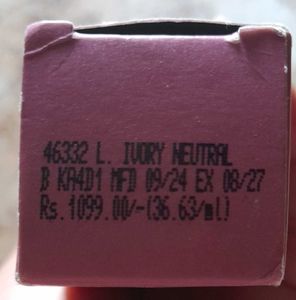 46332 L. IVORY NEUTRAL
B KA4D1 MFD 09/24 EX 08/27
Rs.1099.00/-(36.63/ml)